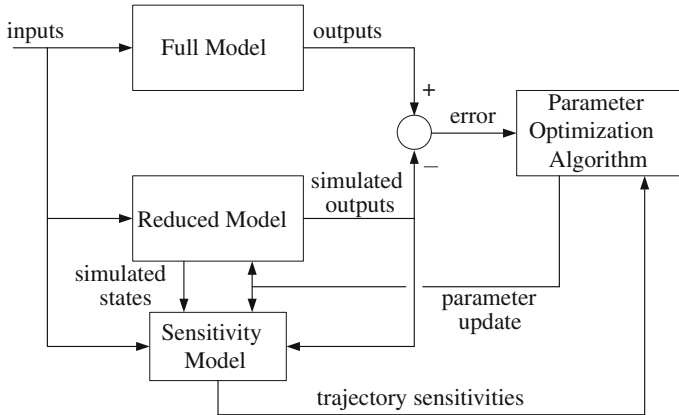 inputs
Full Model
outputs
+
error
Parameter
Optimization
Algorithm
−
simulated
outputs
Reduced Model
simulated
states
parameter
update
Sensitivity
Model
trajectory sensitivities